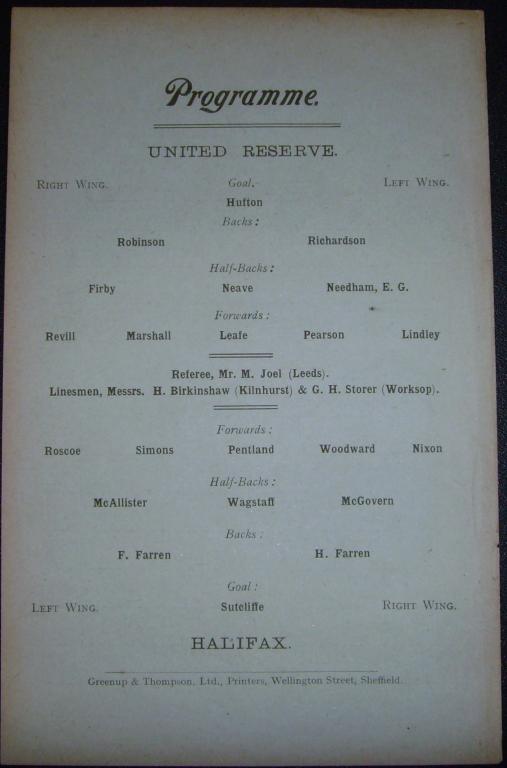 Programme.
UNITED RESERVE.
RIGHT WING. Goal. LEFT WING.
Hufton
Backs:
Robinson Richardson
Half-Backs:
Firby Neave Needham, E. G.
Forwards:
Revill Marshall Leafe Pearson Lindley
Referee, Mr. M. Joel (Leeds).
Linesmen, Messrs. H. Birkinshaw (Kilnhurst) & G. H. Storer (Worksop).
Forwards:
Roscoe Simons Pentland Woodward Nixon
Half-Backs:
McAllister Wagstaff McGovern
Backs:
F. Farren H. Farren
Goal:
LEFT WING. Sutcliffe RIGHT WING.
HALIFAX.
Greenup & Thompson, Ltd., Printers, Wellington Street, Sheffield.